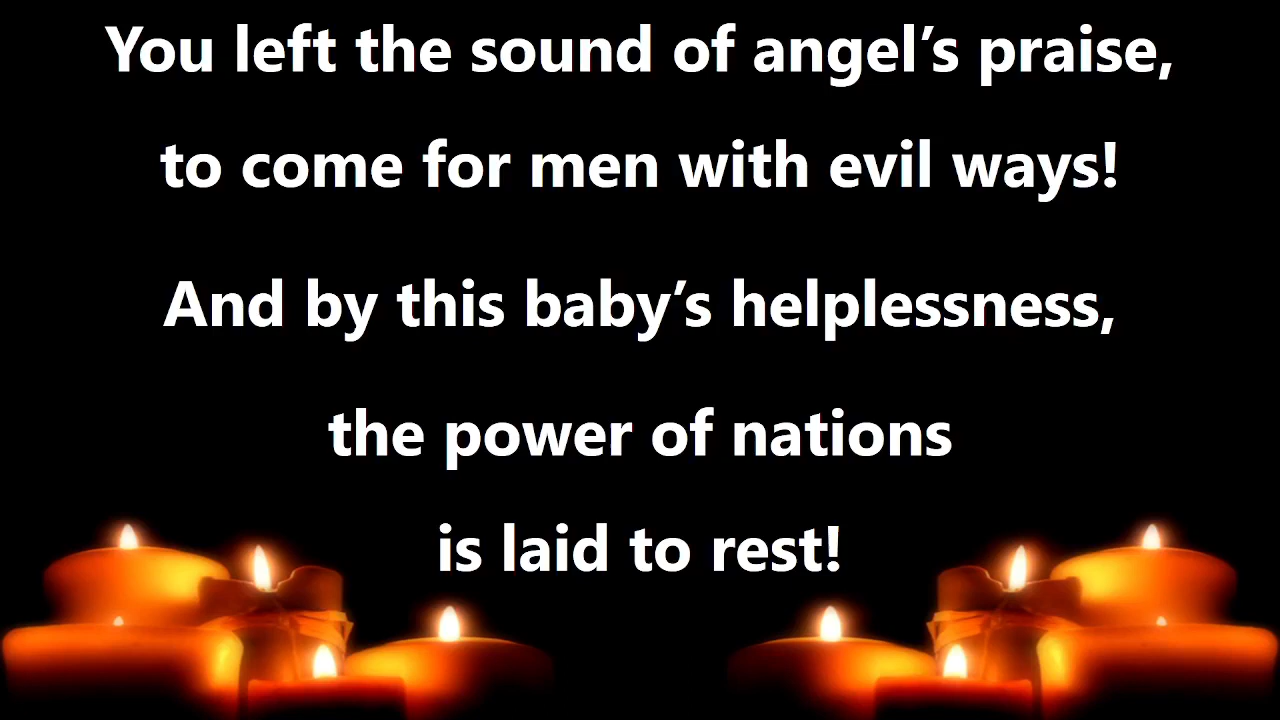 You left the sound of angel’s praise,
to come for men with evil ways!
And by this baby’s helplessness,
the power of nations
is laid to rest!